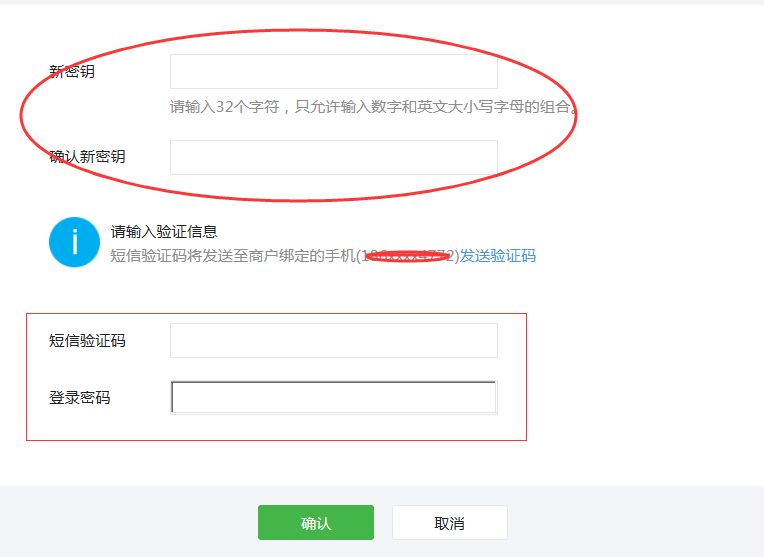 新密钥
请输入32个字符，只允许输入数字和英文大小写字母的组合。
确认新密钥
i
请输入验证信息
短信验证码将发送至商户绑定的手机(1 2)发送验证码
短信验证码
登录密码
确认
取消